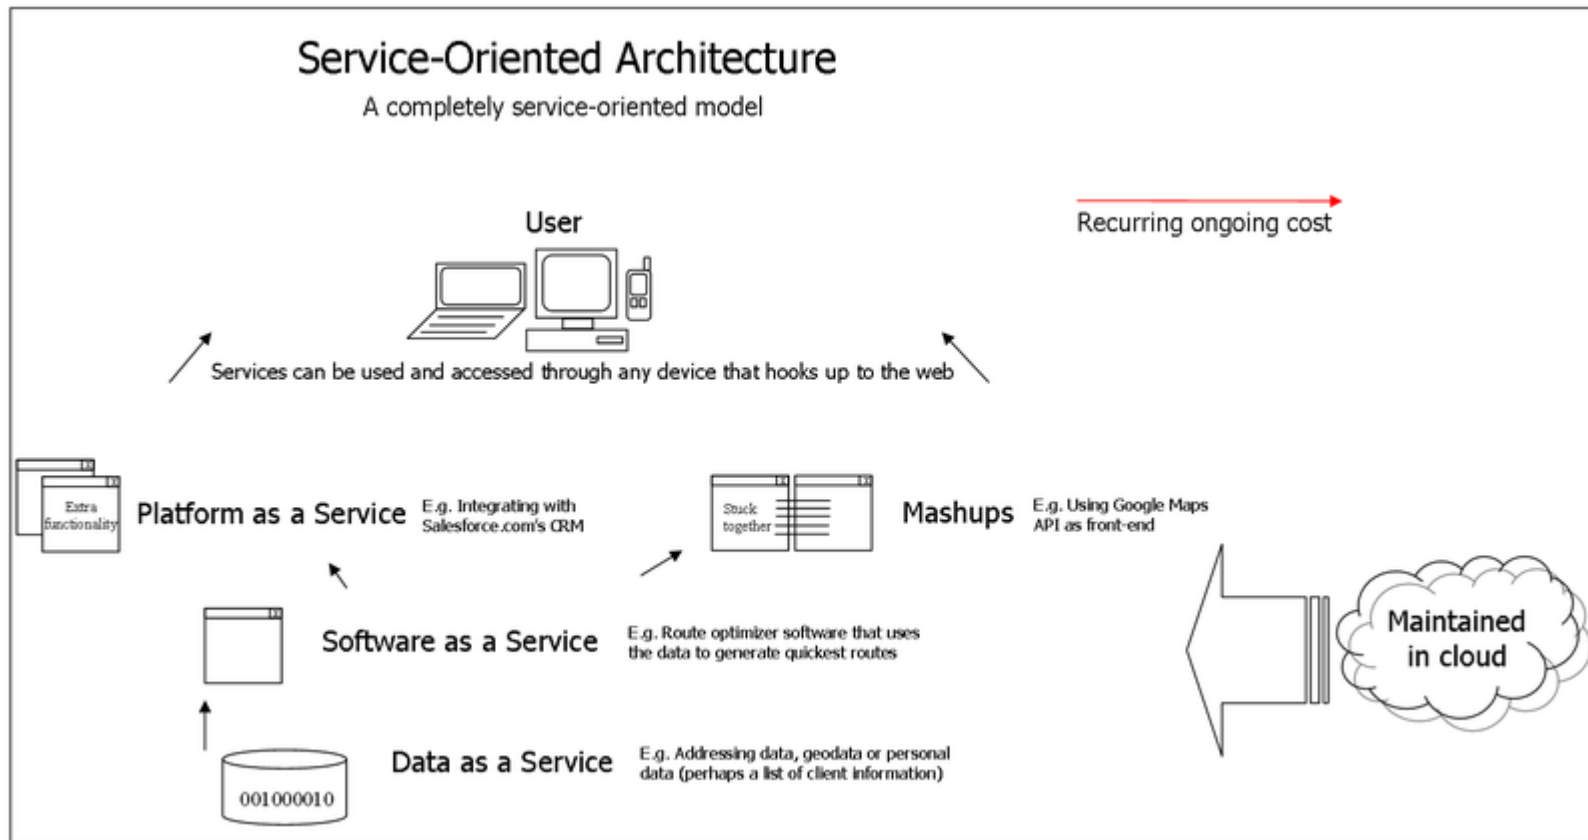 Service-Oriented Architecture
A completely service-oriented model
User
Recurring ongoing cost
Services can be used and accessed through any device that hooks up to the web
Extra
functionality
Platform as a Service
E.g. Integrating with
Salesforce.com's CRM
Stuck
together
Mashups
E.g. Using Google Maps
API as front-end
Software as a Service
E.g. Route optimizer software that uses
the data to generate quickest routes
Maintained
in cloud
Data as a Service
E.g. Addressing data, geodata or personal
data (perhaps a list of client information)
001000010